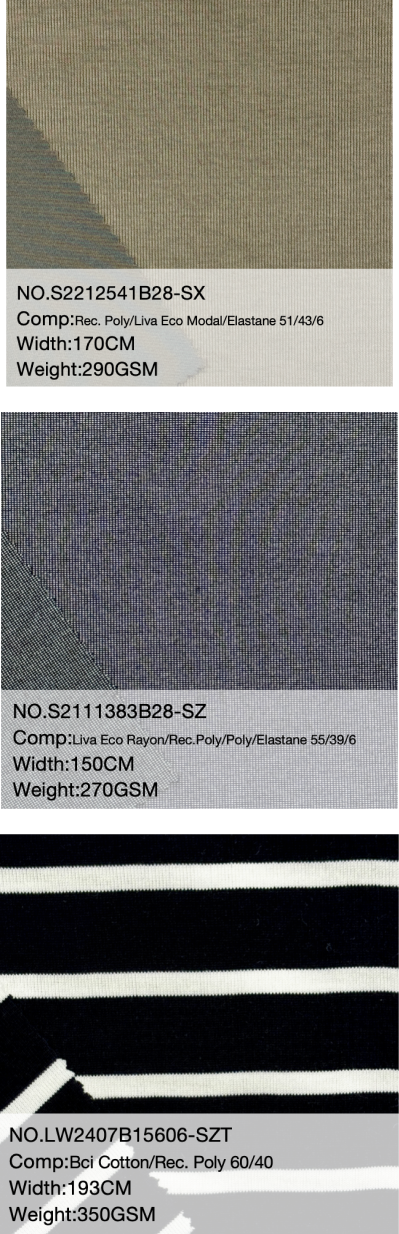 NO.S2212541B28-SX
Comp:Rec. Poly/Liva Eco Modal/Elastane 51/43/6
Width:170CM
Weight:290GSM
NO.S2111383B28-SZ
Comp:Liva Eco Rayon/Rec.Poly/Poly/Elastane 55/39/6
Width:150CM
Weight:270GSM
NO.LW2407B15606-SZT
Comp:Bci Cotton/Rec. Poly 60/40
Width:193CM
Weight:350GSM